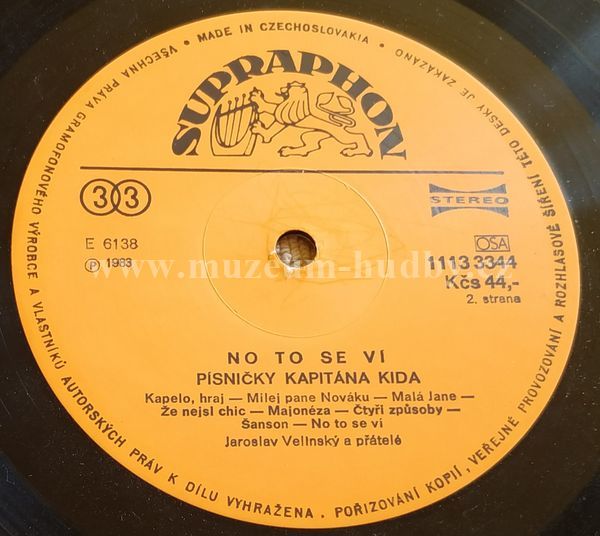 VŠECHNA PRÁVA GRAMOFONOVÉHO VÝROBCE A VLASTNÍKŮ AUTORSKÝCH PRÁV K DÍLU VYHRAŽENA . POŘIZOVÁNÍ KOPIÍ, VEŘEJNÉ PROVOZOVÁNÍ A ROZHLASOVÉ ŠÍŘENÍ TÉTO DESKY JE ZAKÁZÁNO
• MADE IN CZECHOSLOVAKIA •
SUPRAPHON
33
STEREO
E 6138
OSA
℗ 1983
1113 3344
www.muzeum-hudby.cz
Kčs 44,-
2. strana
NO TO SE VÍ
PÍSNIČKY KAPITÁNA KIDA
Kapelo, hraj — Milej pane Nováku — Malá Jane —
Že nejsl chic — Majonéza — Čtyři způsoby —
Šanson — No to se ví
Jaroslav Velinský a přátelé